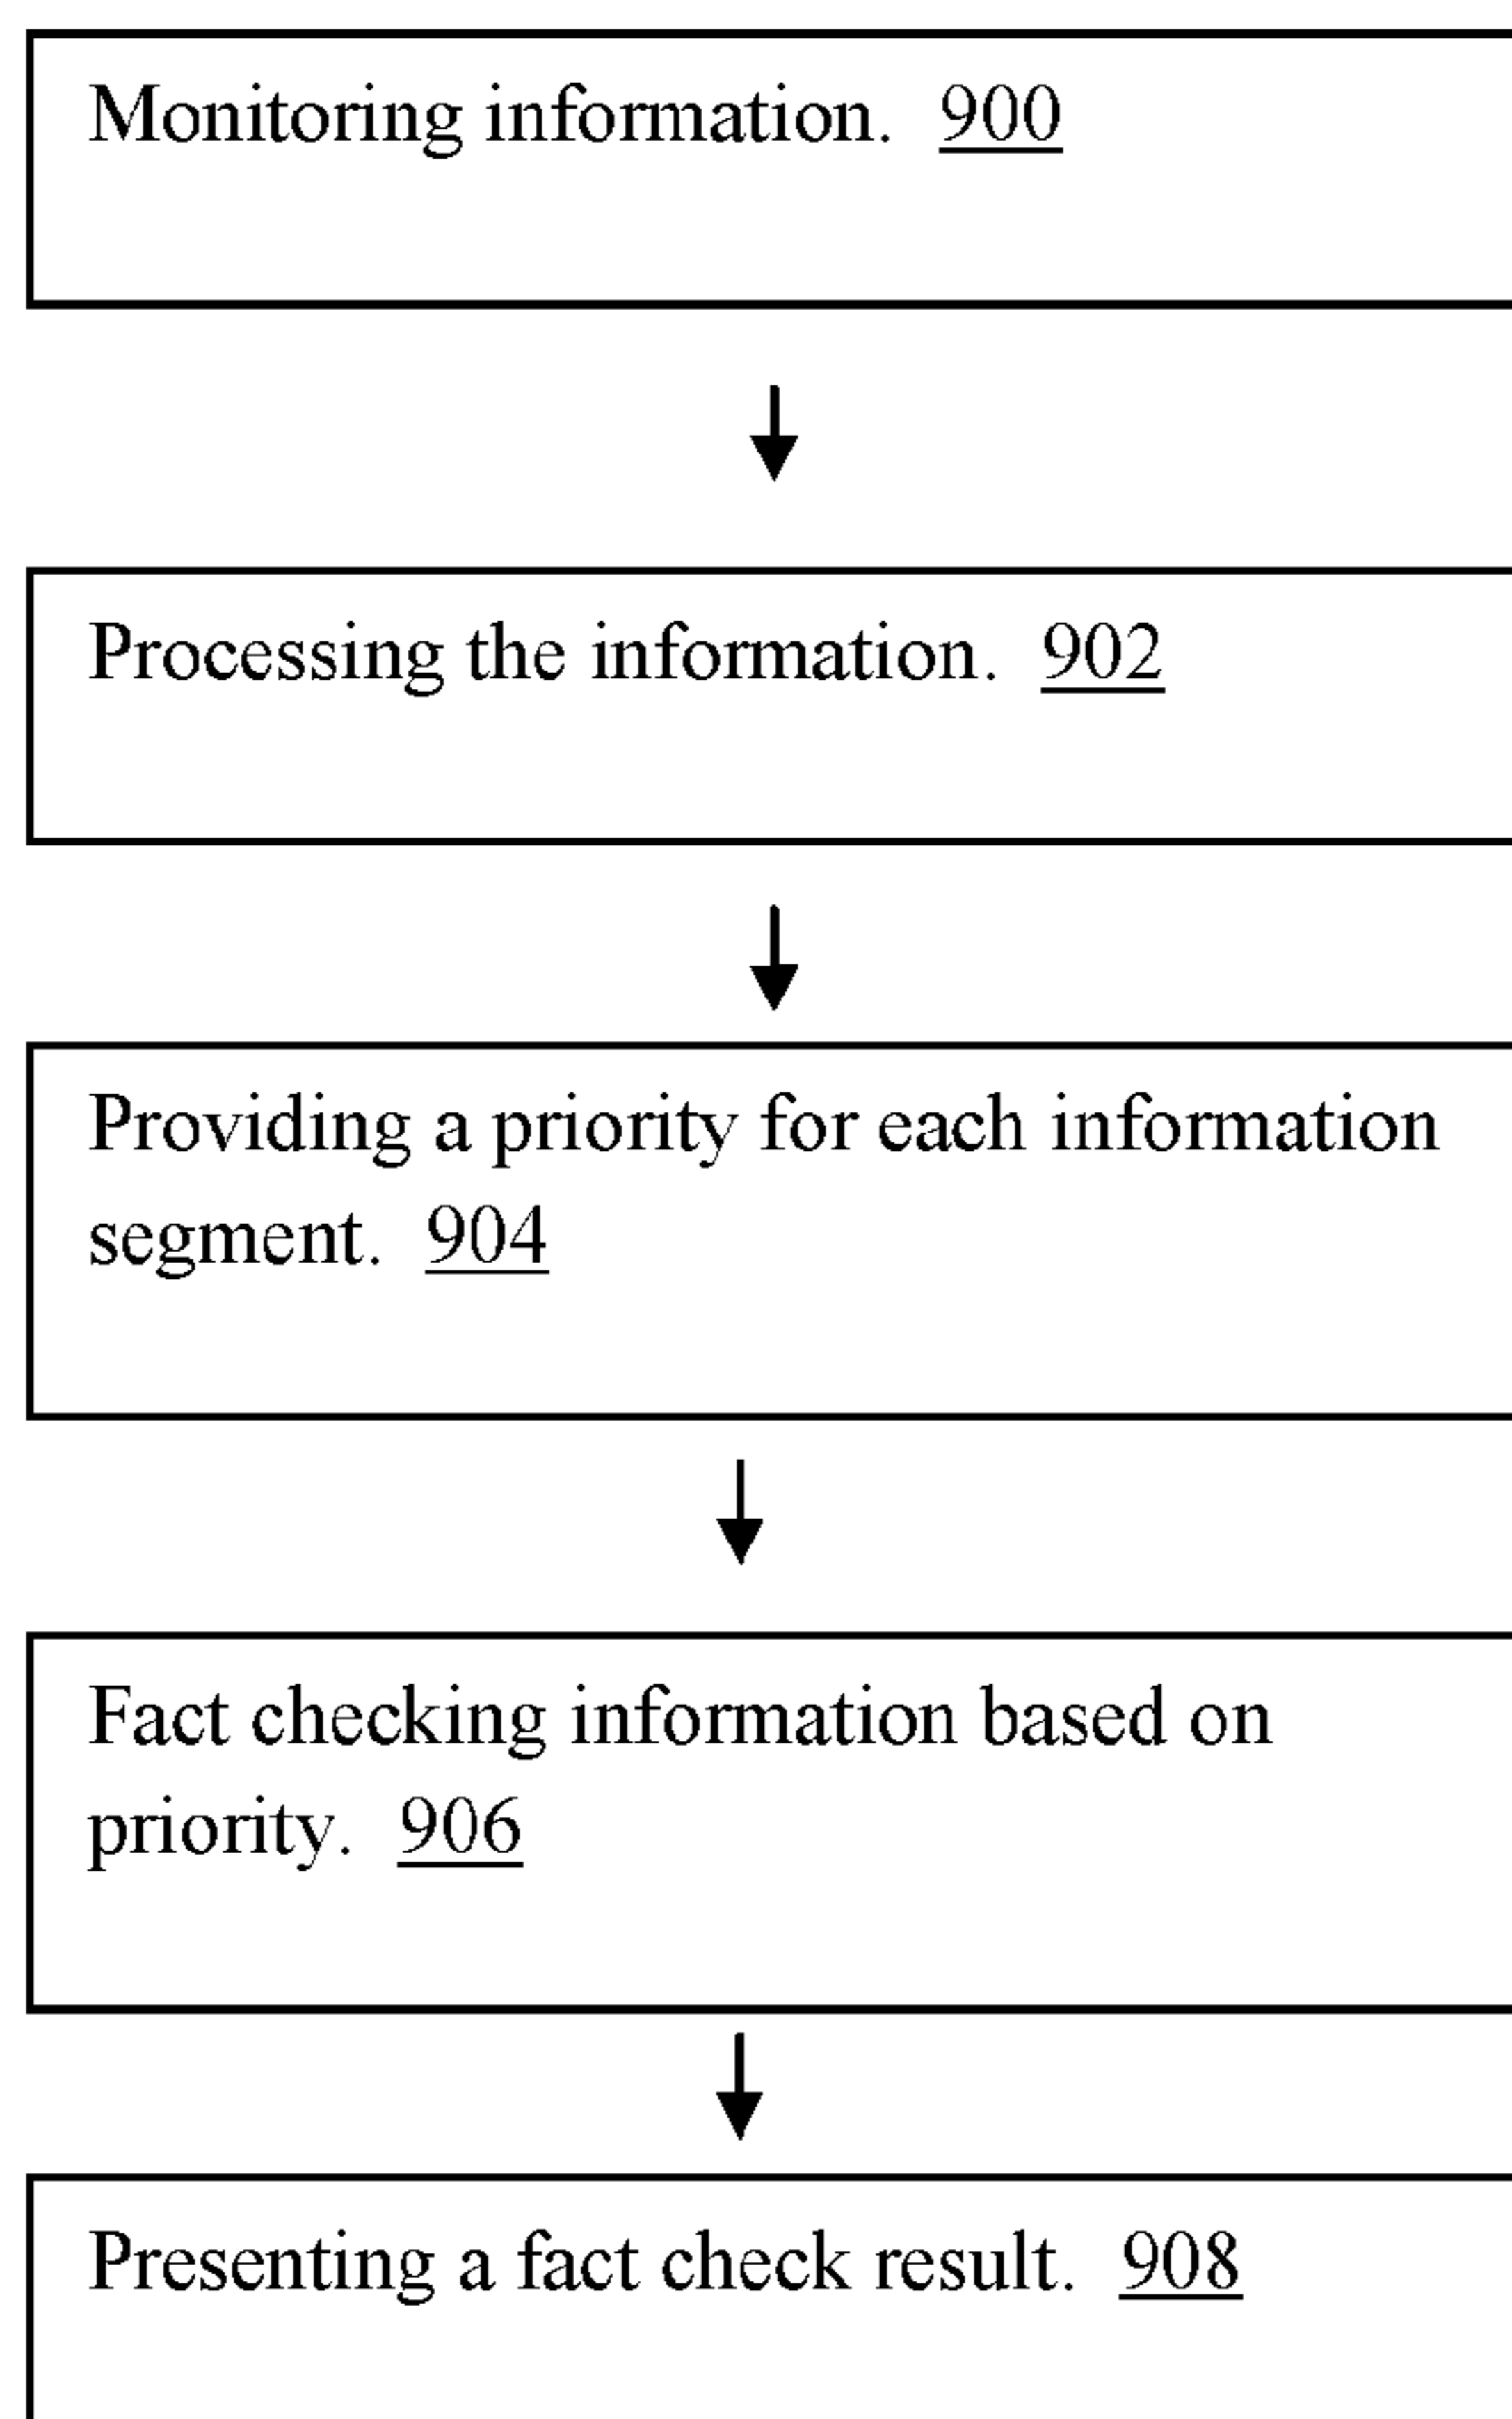 Monitoring information. 900
Processing the information. 902
Providing a priority for each information
segment. 904
Fact checking information based on
priority. 906
Presenting a fact check result. 908